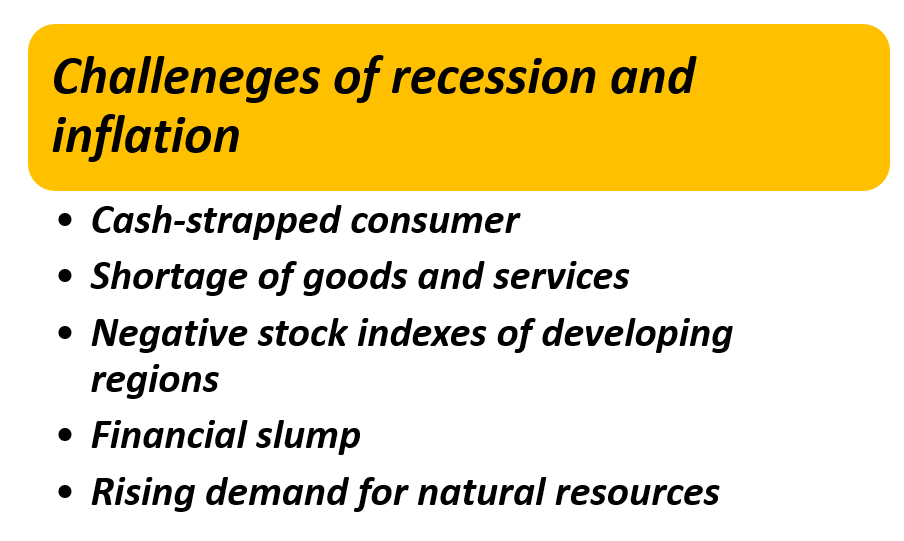 Challeneges of recession and
inflation
• Cash-strapped consumer
• Shortage of goods and services
• Negative stock indexes of developing
regions
• Financial slump
• Rising demand for natural resources